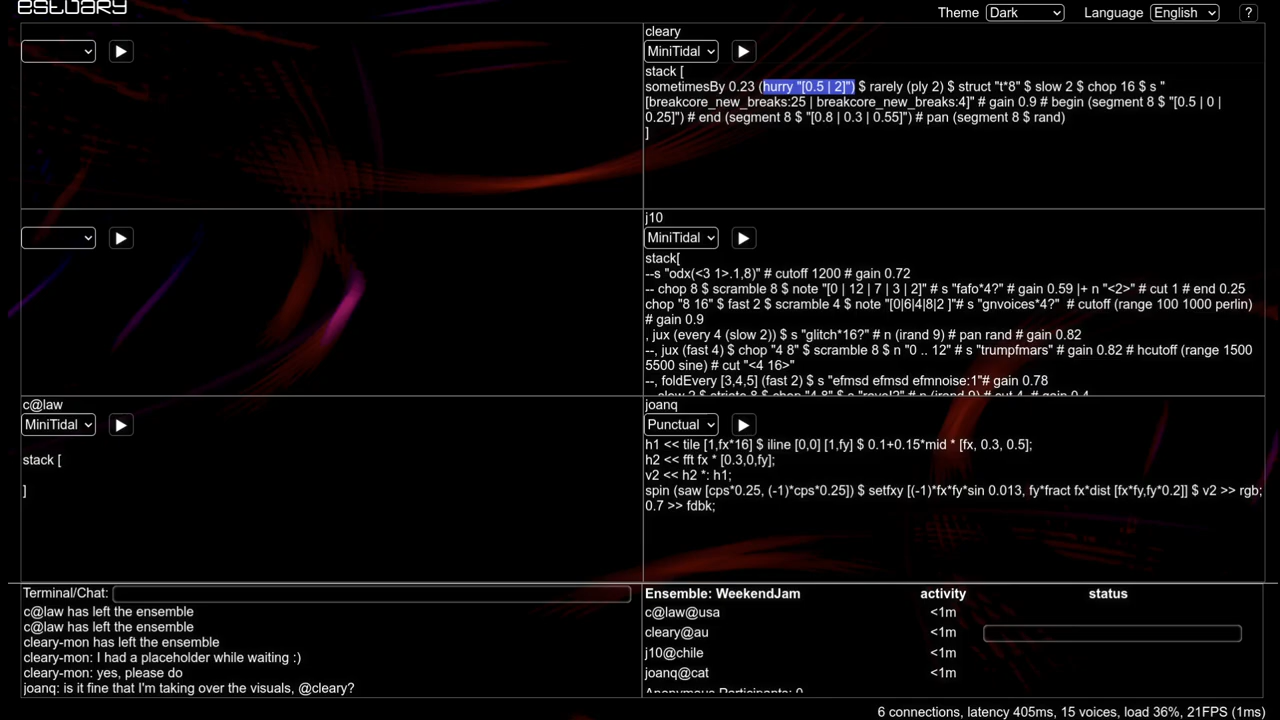 estuary
Theme Dark Language English ?
cleary
MiniTidal
stack [
sometimesBy 0.23 (hurry "[0.5 | 2]") $ rarely (ply 2) $ struct "t*8" $ slow 2 $ chop 16 $ s "
[breakcore_new_breaks:25 | breakcore_new_breaks:4]" # gain 0.9 # begin (segment 8 $ "[0.5 | 0 |
0.25]") # end (segment 8 $ "[0.8 | 0.3 | 0.55]") # pan (segment 8 $ rand)
]
j10
MiniTidal
stack[
--s "odx(<3 1>.1,8)" # cutoff 1200 # gain 0.72
-- chop 8 $ scramble 8 $ note "[0 | 12 | 7 | 3 | 2]" # s "fafo*4?" # gain 0.59 |+ n "<2>" # cut 1 # end 0.25
chop "8 16" $ fast 2 $ scramble 4 $ note "[0|6|4|8|2 ]"# s "gnvoices*4?"  # cutoff (range 100 1000 perlin)
# gain 0.9
, jux (every 4 (slow 2)) $ s "glitch*16?" # n (irand 9) # pan rand # gain 0.82
--, jux (fast 4) $ chop "4 8" $ scramble 8 $ n "0 .. 12" # s "trumpfmars" # gain 0.82 # hcutoff (range 1500
5500 sine) # cut "<4 16>"
--, foldEvery [3,4,5] (fast 2) $ s "efmsd efmsd efmnoise:1"# gain 0.78
c@law
MiniTidal
stack [
]
joanq
Punctual
h1 << tile [1,fx*16] $ iline [0,0] [1,fy] $ 0.1+0.15*mid * [fx, 0.3, 0.5];
h2 << fft fx * [0.3,0,fy];
v2 << h2 *: h1;
spin (saw [cps*0.25, (-1)*cps*0.25]) $ setfxy [(-1)*fx*fy*sin 0.013, fy*fract fx*dist [fx*fy,fy*0.2]] $ v2 >> rgb;
0.7 >> fdbk;
Terminal/Chat:
c@law has left the ensemble
c@law has left the ensemble
cleary-mon has left the ensemble
cleary-mon: I had a placeholder while waiting :)
cleary-mon: yes, please do
joanq: is it fine that I'm taking over the visuals, @cleary?
Ensemble: WeekendJam activity status
c@law@usa <1m
cleary@au <1m
j10@chile <1m
joanq@cat <1m
Anonymous Participants: 0
6 connections, latency 405ms, 15 voices, load 36%, 21FPS (1ms)